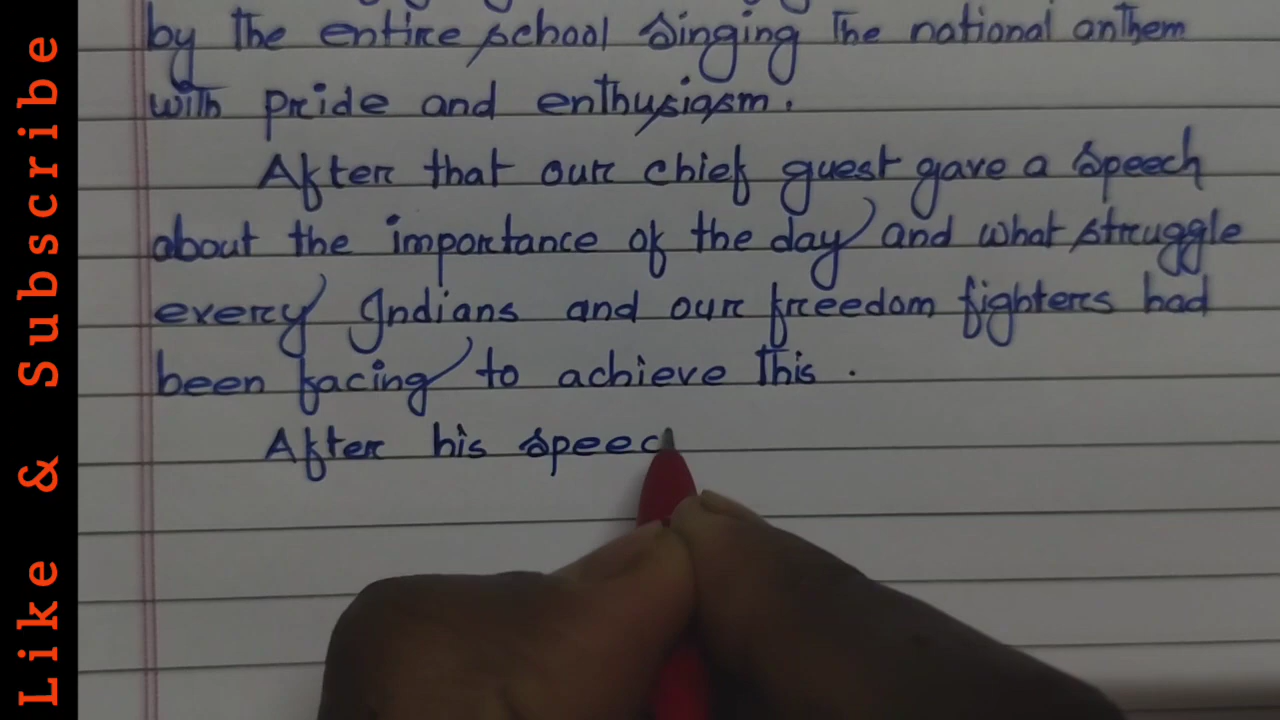 by the entire school singing the national anthem
with pride and enthusiasm.
After that our chief guest gave a speech
about the importance of the day and what struggle
every Indians and our freedom fighters had
been facing to achieve this.
After his speec
Like & Subscribe